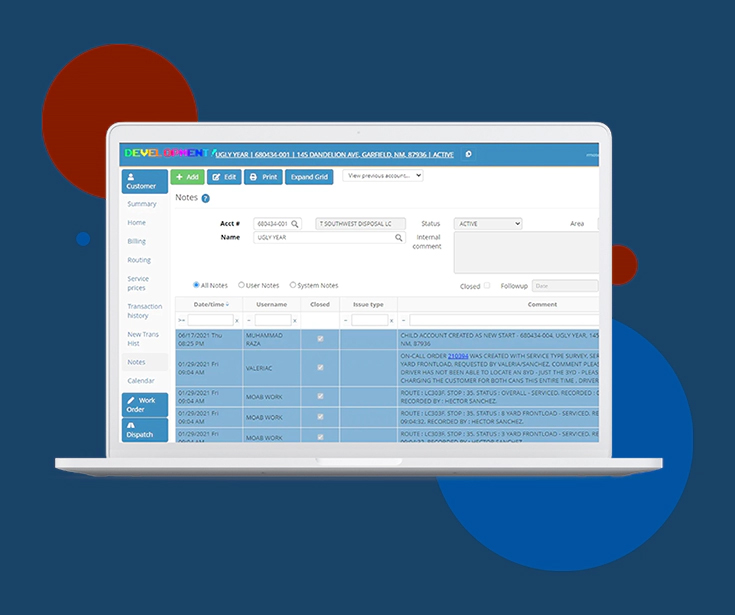 DEVELOPMENT / UGLY YEAR | 680434-001 | 145 DANDELION AVE, GARFIELD, NM, 87936 | ACTIVE
Customer
+ Add Edit Print Expand Grid View previous account...
Notes ?
Summary
Home
Billing
Routing
Service
prices
Transaction
history
New Trans
Hist
Notes
Calendar
Work
Order
Dispatch
Acct # 680434-001 T SOUTHWEST DISPOSAL LC Status ACTIVE Area
Name UGLY YEAR Internal
comment
All Notes User Notes System Notes Closed Followup Date
Date/time Username Closed Issue type Comment
>= x ~ x ~ x ~
06/17/2021 Thu
08:25 PM
MUHAMMAD
RAZA
CHILD ACCOUNT CREATED AS NEW START - 680434-004, UGLY YEAR, 145
NM, 87936
01/29/2021 Fri
09:04 AM
VALERIAC
ON-CALL ORDER 210394 WAS CREATED WITH SERVICE TYPE SURVEY, SER
YARD FRONTLOAD, REQUESTED BY VALERIA/SANCHEZ, COMMENT PLEA
DRIVER HAS NOT BEEN ABLE TO LOCATE AN 8YD - JUST THE 3YD - PLEAS
CHARGING THE CUSTOMER FOR BOTH CANS THIS ENTIRE TIME , DRIVER
01/29/2021 Fri
09:04 AM
MOAB WORK
ROUTE : LC303F, STOP : 35, STATUS : OVERALL - SERVICED, RECORDED : 0
RECORDED BY : HECTOR SANCHEZ,
01/29/2021 Fri
09:04 AM
MOAB WORK
ROUTE : LC303F, STOP : 35, STATUS : 8 YARD FRONTLOAD - SERVICED, RE
09:04:32, RECORDED BY : HECTOR SANCHEZ,
01/29/2021 Fri
09:04 AM
MOAB WORK
ROUTE : LC303F, STOP : 35, STATUS : 3 YARD FRONTLOAD - SERVICED, RE
09:04:32, RECORDED BY : HECTOR SANCHEZ,